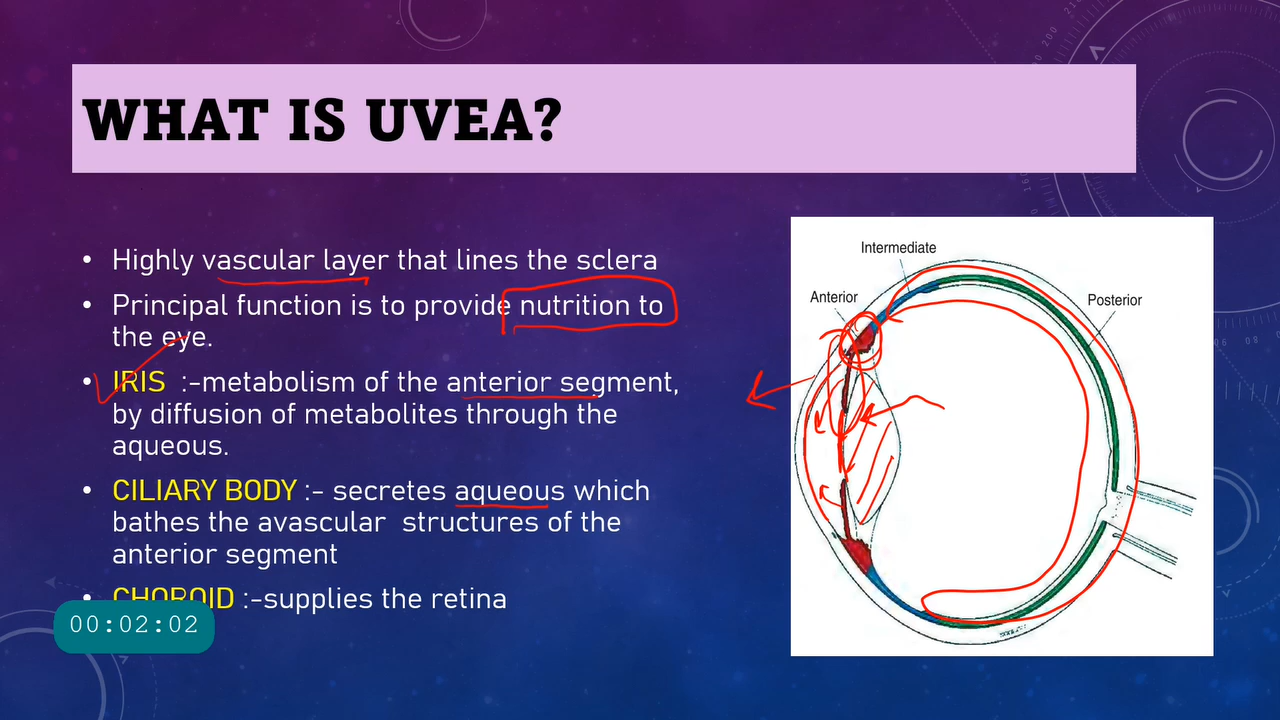 WHAT IS UVEA?
• Highly vascular layer that lines the sclera
• Principal function is to provide nutrition to
the eye.
• IRIS :-metabolism of the anterior segment,
by diffusion of metabolites through the
aqueous.
• CILIARY BODY :- secretes aqueous which
bathes the avascular structures of the
anterior segment
• CHOROID :-supplies the retina
00:02:02
Intermediate
Anterior
Posterior